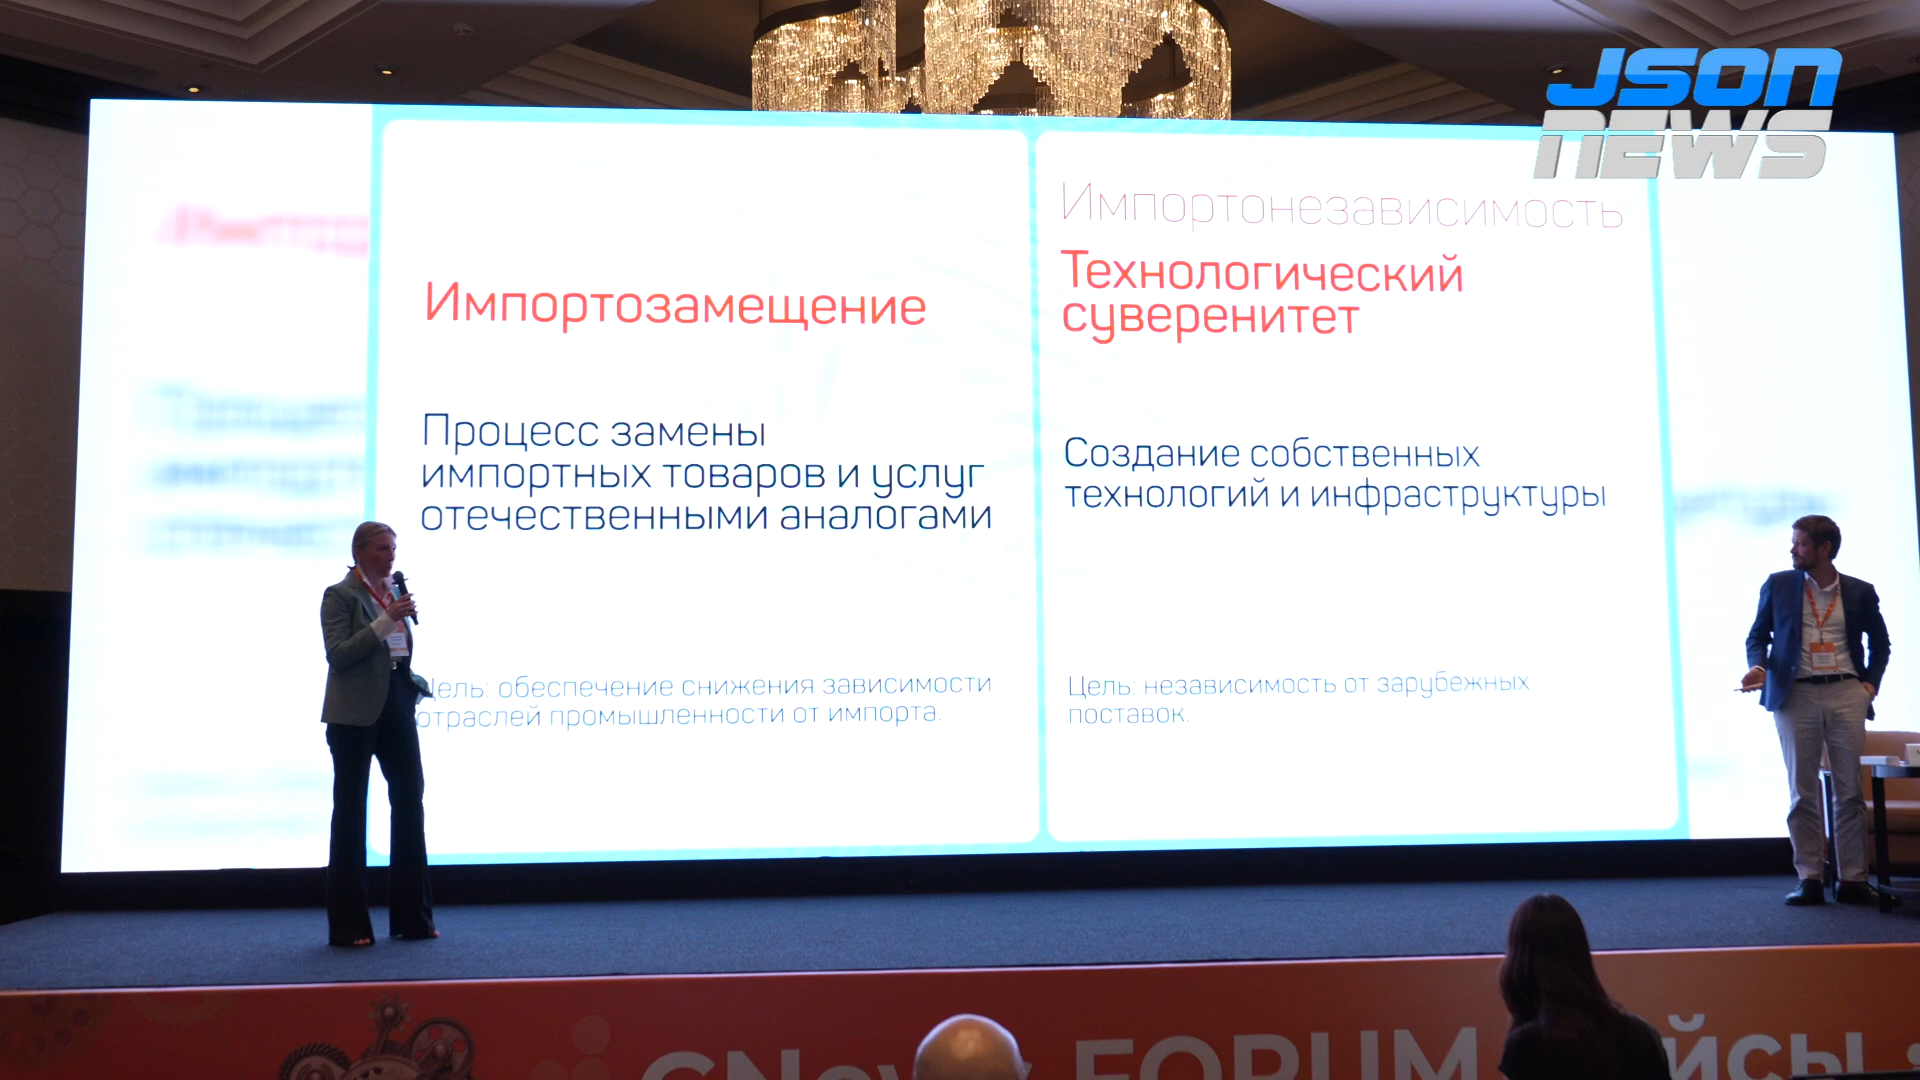 JSON
NEWS
Импортозамещение
Процесс замены
импортных товаров и услуг
отечественными аналогами
Цель: обеспечение снижения зависимости
отраслей промышленности от импорта.
Импортонезависимость
Технологический
суверенитет
Создание собственных
технологий и инфраструктуры
Цель: независимость от зарубежных
поставок.
CNews FORUM